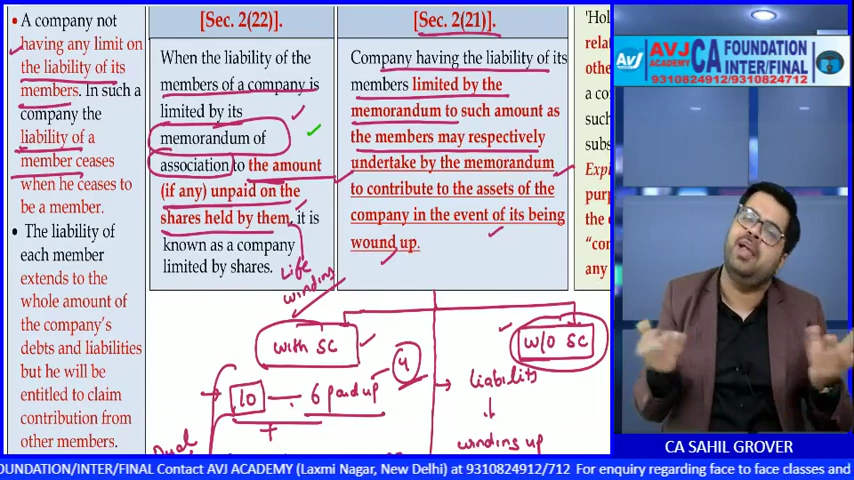 • A company not
having any limit on
the liability of its
members. In such a
company the
liability of a
member ceases
when he ceases to
be a member.
• The liability of
each member
extends to the
whole amount of
the company's
debts and liabilities
but he will be
entitled to claim
contribution from
other members.
[Sec. 2(22)].
When the liability of the
members of a company is
limited by its
memorandum of
association to the amount
(if any) unpaid on the
shares held by them, it is
known as a company
limited by shares.
Life
winding
[Sec. 2(21)].
Company having the liability of its
members limited by the
memorandum to such amount as
the members may respectively
undertake by the memorandum
to contribute to the assets of the
company in the event of its being
wound up.
with SC
w/o SC
10 — 6 paid up 4
Dual
liability
winding up
'Hol
relat
othe
a co
such
subs
Expl
purp
the
"con
any
AVJ
AVJ
ACADEMY
CA
FOUNDATION
INTER/FINAL
9310824912/9310824712
CA SAHIL GROVER
FOUNDATION/INTER/FINAL Contact AVJ ACADEMY (Laxmi Nagar, New Delhi) at 9310824912/712 For enquiry regarding face to face classes and